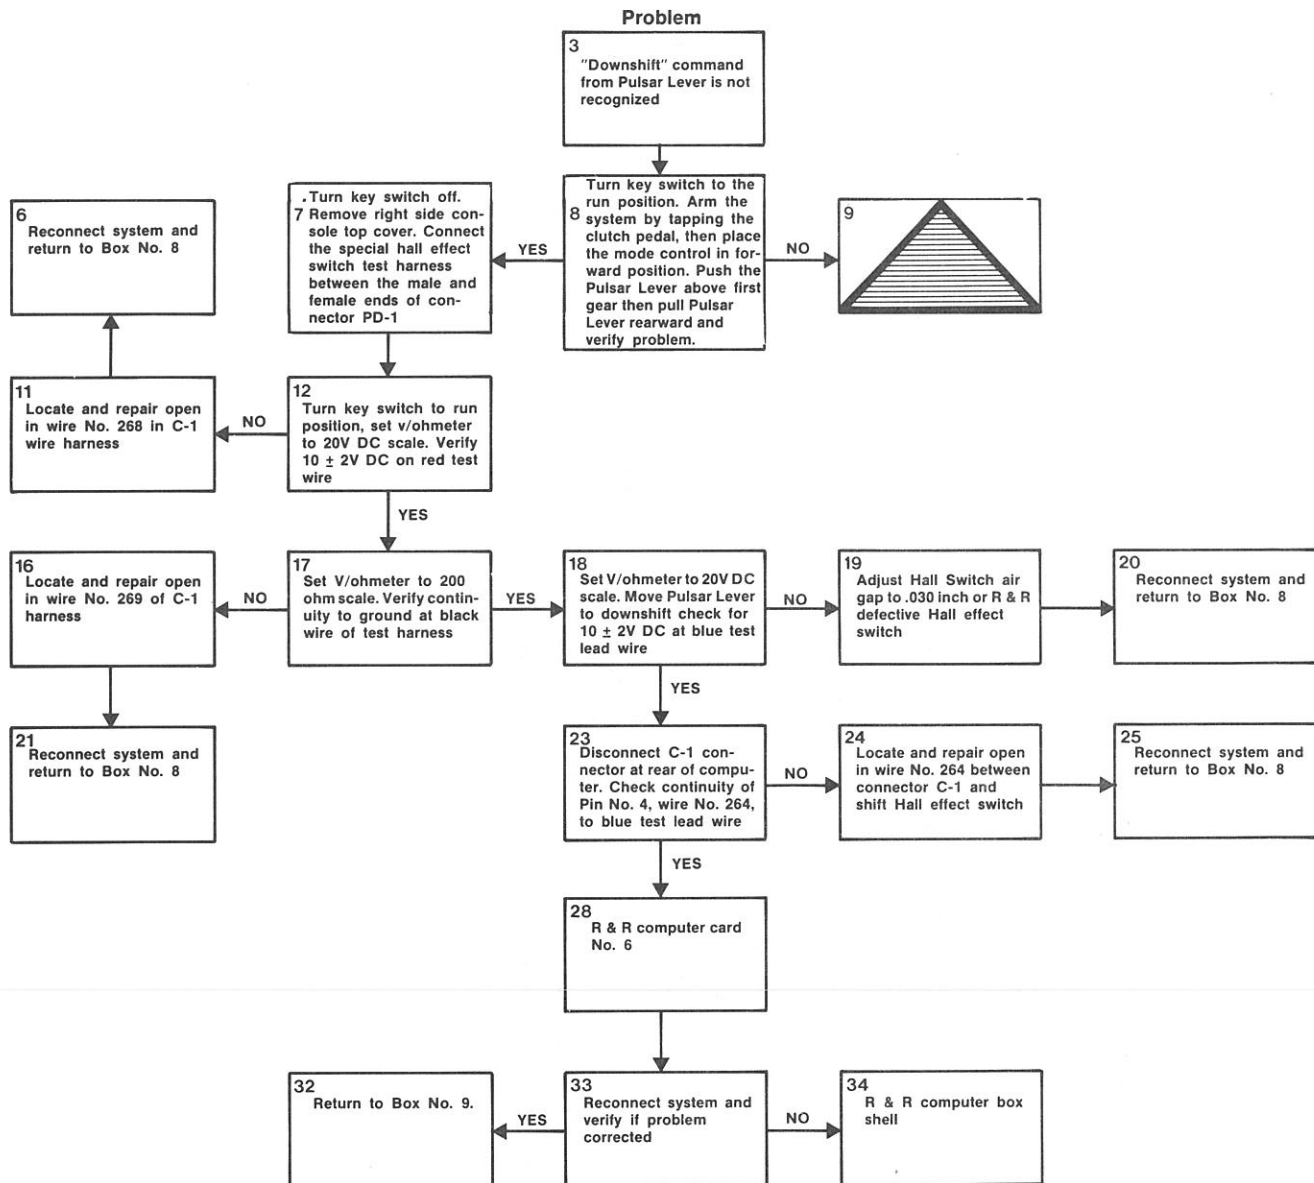 Problem
3
"Downshift" command
from Pulsar Lever is not
recognized
6
Reconnect system and
return to Box No. 8
.Turn key switch off.
7 Remove right side con-
sole top cover. Connect
the special hall effect
switch test harness
between the male and
female ends of con-
nector PD-1
YES
Turn key switch to the
run position. Arm the
8 system by tapping the
clutch pedal, then place
the mode control in for-
ward position. Push the
Pulsar Lever above first
gear then pull Pulsar
Lever rearward and
verify problem.
NO
9
11
Locate and repair open
in wire No. 268 in C-1
wire harness
NO
12
Turn key switch to run
position, set v/ohmeter
to 20V DC scale. Verify
10 ± 2V DC on red test
wire
YES
16
Locate and repair open
in wire No. 269 of C-1
harness
NO
17
Set V/ohmeter to 200
ohm scale. Verify contin-
uity to ground at black
wire of test harness
YES
18
Set V/ohmeter to 20V DC
scale. Move Pulsar Lever
to downshift check for
10 ± 2V DC at blue test
lead wire
NO
19
Adjust Hall Switch air
gap to .030 inch or R & R
defective Hall effect
switch
20
Reconnect system and
return to Box No. 8
YES
21
Reconnect system and
return to Box No. 8
23
Disconnect C-1 con-
nector at rear of compu-
ter. Check continuity of
Pin No. 4, wire No. 264,
to blue test lead wire
NO
24
Locate and repair open
in wire No. 264 between
connector C-1 and
shift Hall effect switch
25
Reconnect system and
return to Box No. 8
YES
28
R & R computer card
No. 6
32
Return to Box No. 9.
YES
33
Reconnect system and
verify if problem
corrected
NO
34
R & R computer box
shell